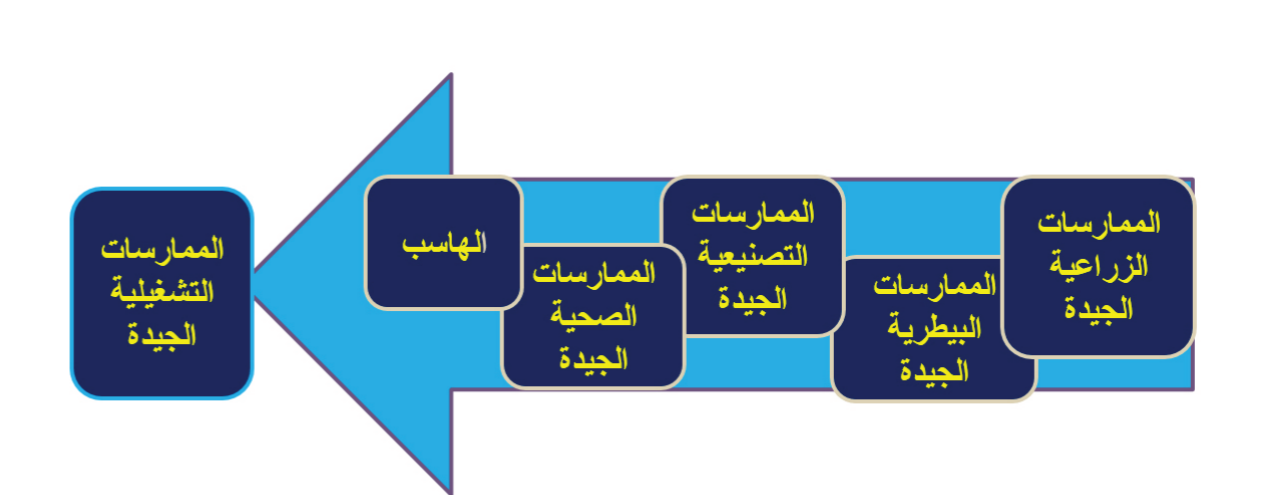 الممارسات
الزراعية
الجيدة
الممارسات
البيطرية
الجيدة
الممارسات
التصنيعية
الجيدة
الممارسات
الصحية
الجيدة
الهاسب
الممارسات
التشغيلية
الجيدة